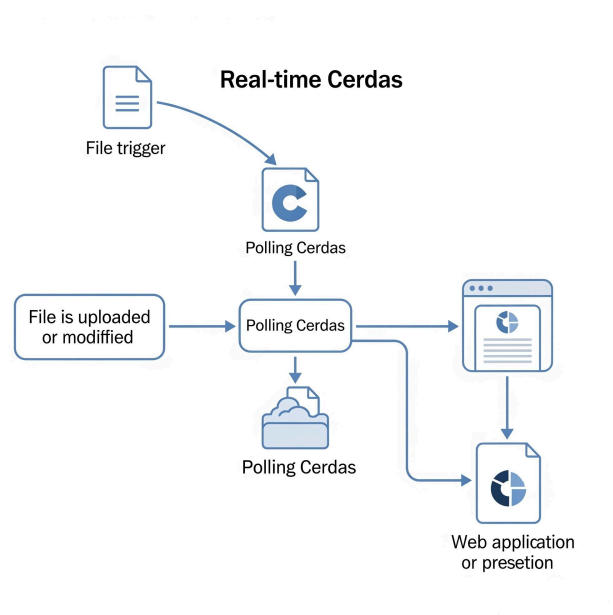 Real-time Cerdas
File trigger
Polling Cerdas
File is uploaded
or modiffied
Polling Cerdas
Polling Cerdas
Web application
or presetion